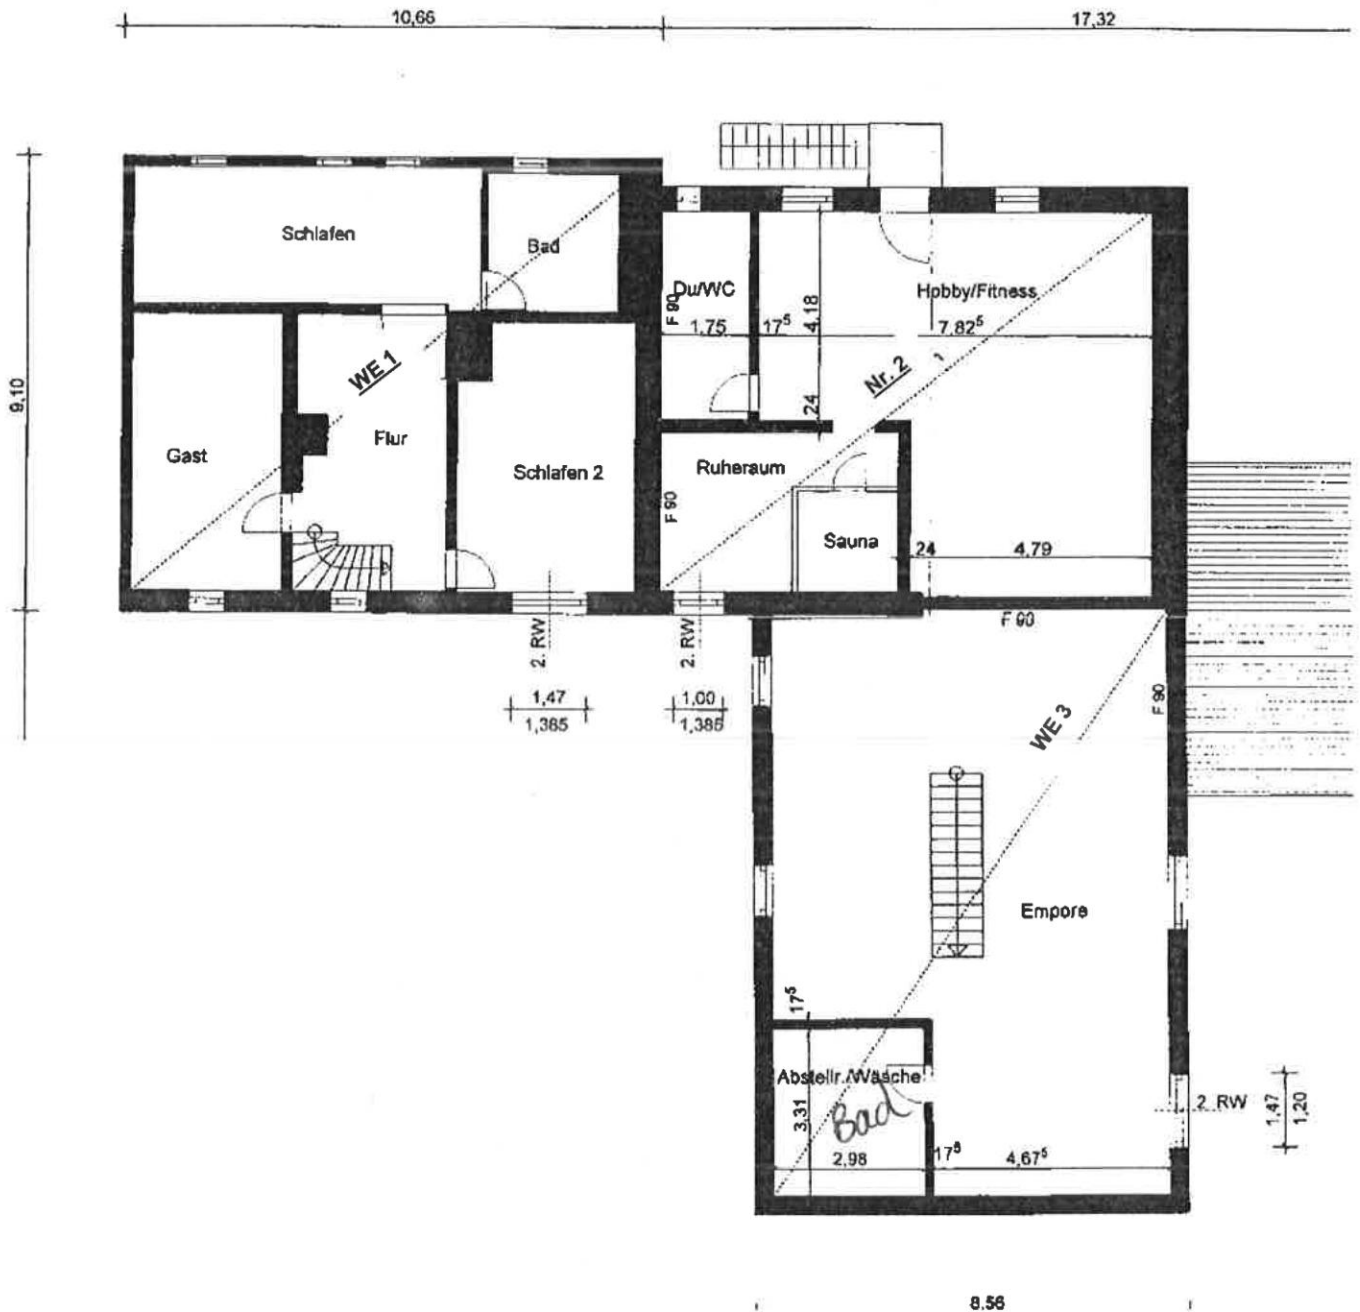 10,66
17,32
9,10
Schlafen
Bad
Du/WC
F 90
1,75
17⁵
4,18
24
Hobby/Fitness
7.82⁵
WE 1
Nr. 2
Gast
Flur
Schlafen 2
Ruheraum
F 90
Sauna
24
4,79
F 90
2. RW
2. RW
1,47
1,385
1,00
1,385
F 90
WE 3
Empore
17⁵
Abstellr./Wäsche
Bad
3,31
2,98
17⁵
4,67⁵
2. RW
1,47
1,20
8,56